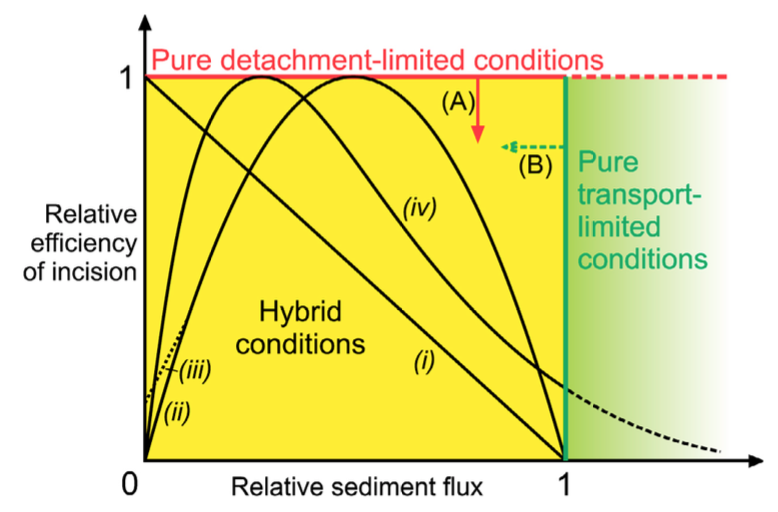 Pure detachment-limited conditions
1
(A)
(B)
Pure
transport-
limited
conditions
Relative
efficiency
of incision
(iv)
Hybrid
conditions
(i)
(iii)
(ii)
0
Relative sediment flux
1